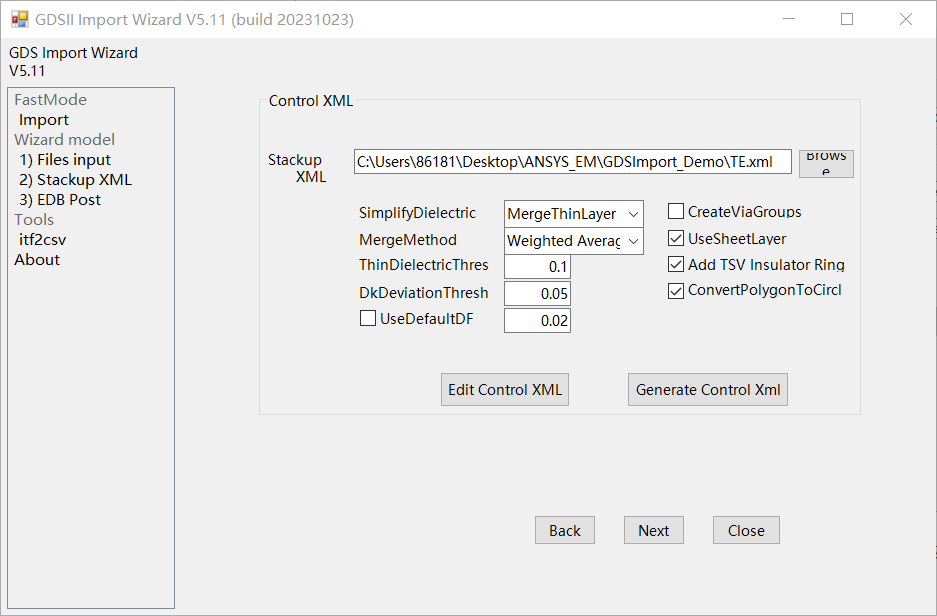 GDSII Import Wizard V5.11 (build 20231023)
GDS Import Wizard
V5.11
FastMode
Import
Wizard model
1) Files input
2) Stackup XML
3) EDB Post
Tools
itf2csv
About
Control XML
Stackup
XML
C:\Users\86181\Desktop\ANSYS_EM\GDSImport_Demo\TE.xml
Brows
e
SimplifyDielectric
MergeThinLayer
CreateViaGroups
MergeMethod
Weighted Averag
UseSheetLayer
ThinDielectricThres
0.1
Add TSV Insulator Ring
DkDeviationThresh
0.05
ConvertPolygonToCircl
UseDefaultDF
0.02
Edit Control XML
Generate Control Xml
Back
Next
Close